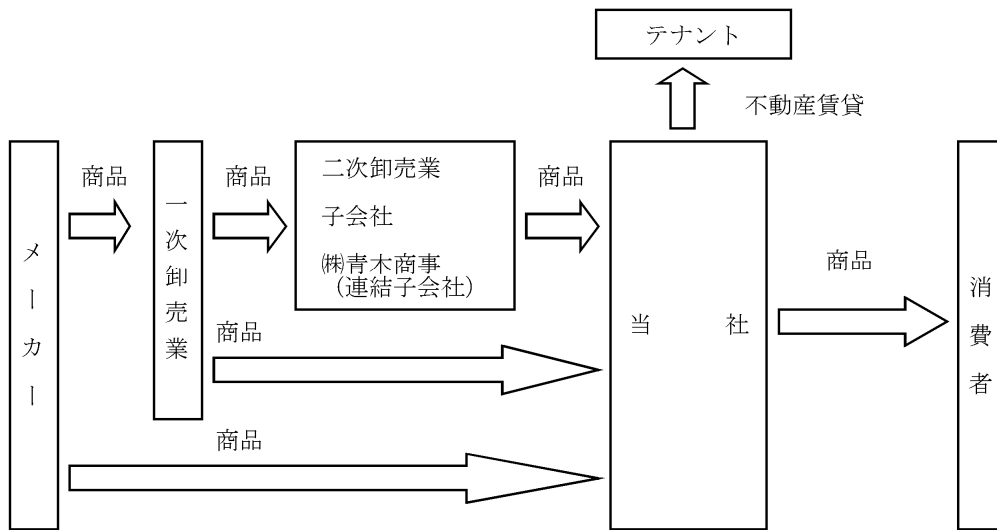 テナント
不動産賃貸
商品
商品
二次卸売業
商品
子会社
㈱青木商事
(連結子会社)
メーカー
一次卸売業
商品
当社
商品
消費者
商品